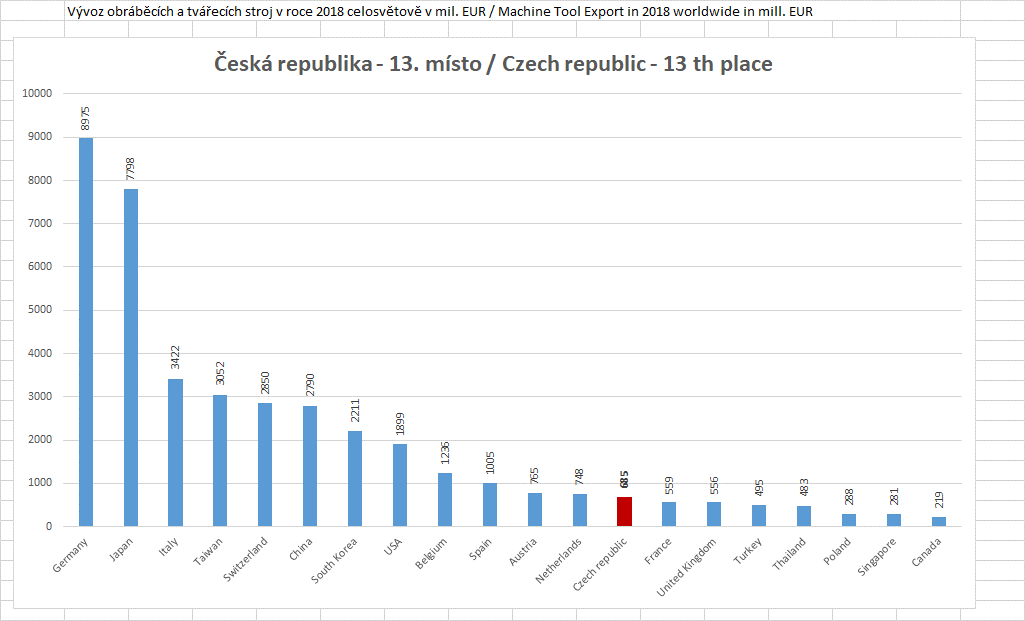 Vývoz obráběcích a tvářecích stroj v roce 2018 celosvětově v mil. EUR / Machine Tool Export in 2018 worldwide in mill. EUR
Česká republika - 13. místo / Czech republic - 13 th place
10000
9000
8000
7000
6000
5000
4000
3000
2000
1000
0
8975
7798
3422
3052
2850
2790
2211
1899
1236
1005
765
748
559
556
495
483
288
281
219
Germany
Japan
Italy
Taiwan
Switzerland
China
South Korea
USA
Belgium
Spain
Austria
Netherlands
Czech republic
France
United Kingdom
Turkey
Thailand
Poland
Singapore
Canada